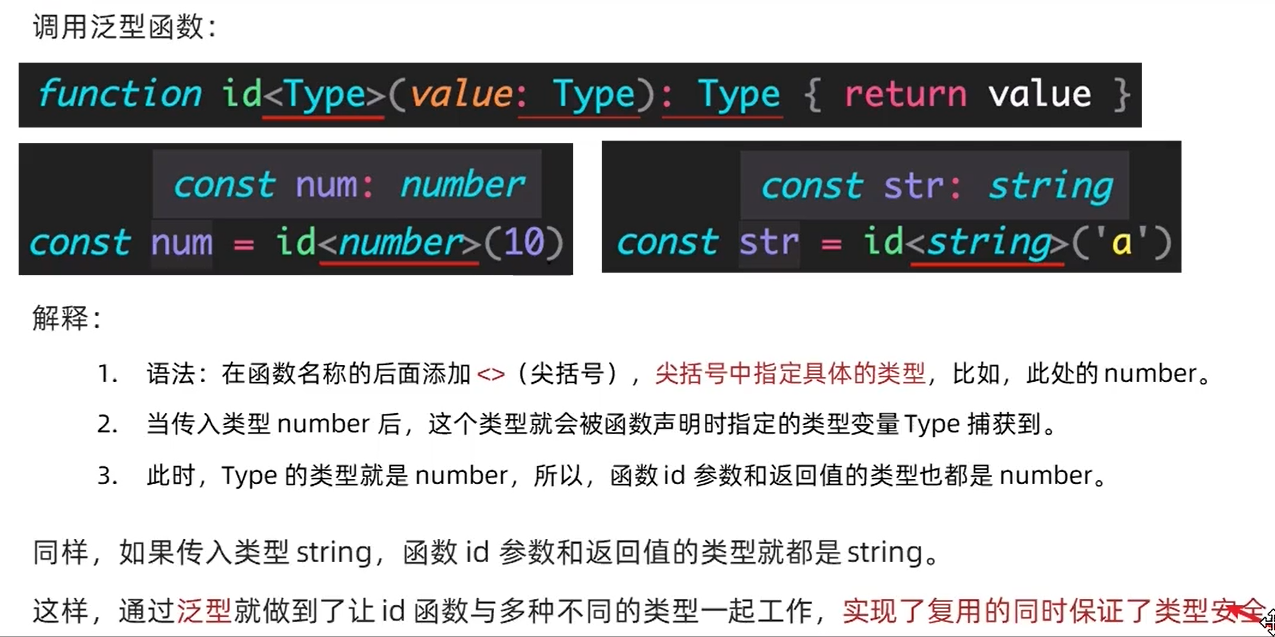 调用泛型函数：
function id<Type>(value: Type): Type { return value }
const num: number
const num = id<number>(10)
const str: string
const str = id<string>('a')
解释：
1. 语法：在函数名称的后面添加 <>（尖括号），尖括号中指定具体的类型，比如，此处的 number。
2. 当传入类型 number 后，这个类型就会被函数声明时指定的类型变量 Type 捕获到。
3. 此时，Type 的类型就是 number，所以，函数 id 参数和返回值的类型也都是 number。
同样，如果传入类型 string，函数 id 参数和返回值的类型就都是 string。
这样，通过泛型就做到了让 id 函数与多种不同的类型一起工作，实现了复用的同时保证了类型安全